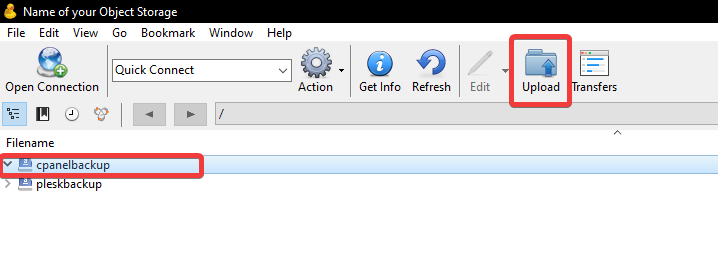 Name of your Object Storage
File Edit View Go Bookmark Window Help
Open Connection Quick Connect Action Get Info Refresh Edit Upload Transfers
/
Filename
cpanelbackup
pleskbackup